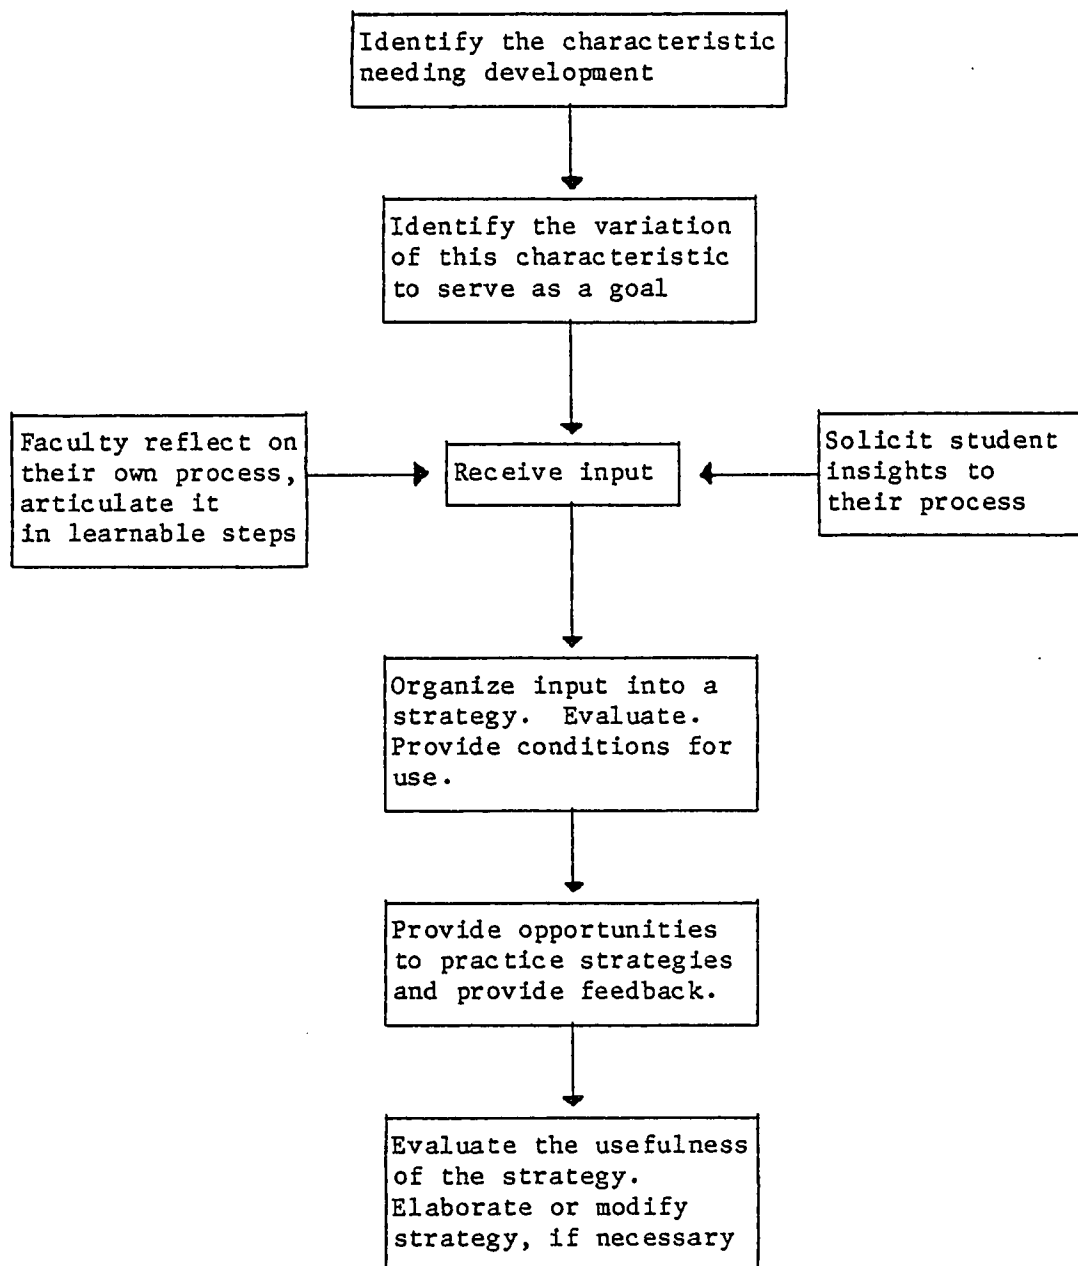 Identify the characteristic
needing development
Identify the variation
of this characteristic
to serve as a goal
Faculty reflect on
their own process,
articulate it
in learnable steps
Receive input
Solicit student
insights to
their process
Organize input into a
strategy.  Evaluate.
Provide conditions for
use.
Provide opportunities
to practice strategies
and provide feedback.
Evaluate the usefulness
of the strategy.
Elaborate or modify
strategy, if necessary